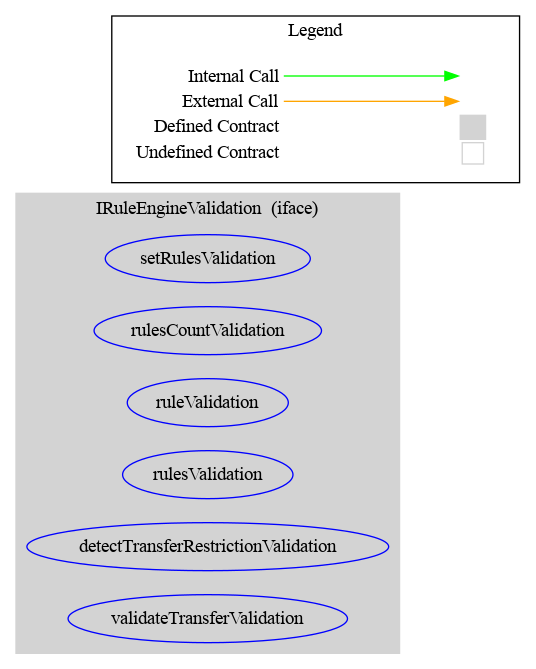 Legend
Internal Call
External Call
Defined Contract
Undefined Contract
IRuleEngineValidation  (iface)
setRulesValidation
rulesCountValidation
ruleValidation
rulesValidation
detectTransferRestrictionValidation
validateTransferValidation